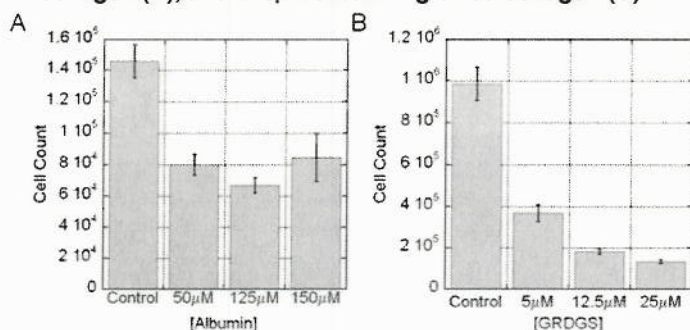 A
B
1.6 10⁵
1.4 10⁵
1.2 10⁵
1 10⁵
8 10⁴
6 10⁴
4 10⁴
2 10⁴
0
Cell Count
Control 50μM 125μM 150μM
[Albumin]
1.2 10⁶
1 10⁶
8 10⁵
6 10⁵
4 10⁵
2 10⁵
0
Cell Count
Control 5μM 12.5μM 25μM
[GRDGS]